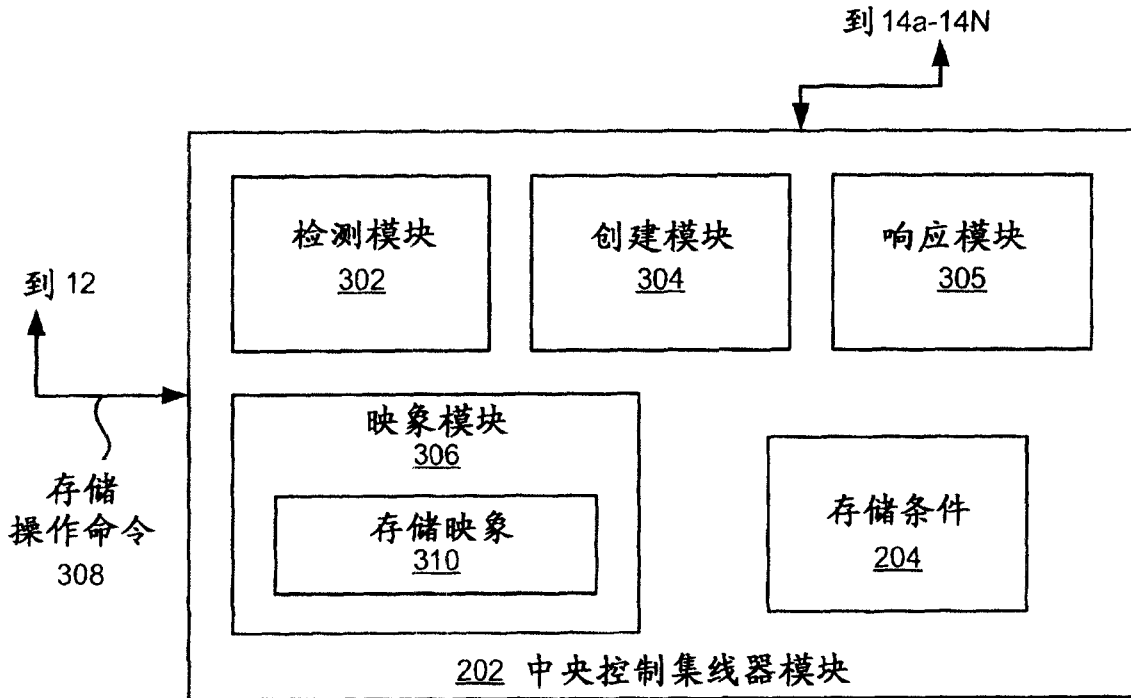 到 14a-14N
检测模块
302
创建模块
304
响应模块
305
到 12
存储
操作命令
308
映象模块
306
存储映象
310
存储条件
204
202 中央控制集线器模块